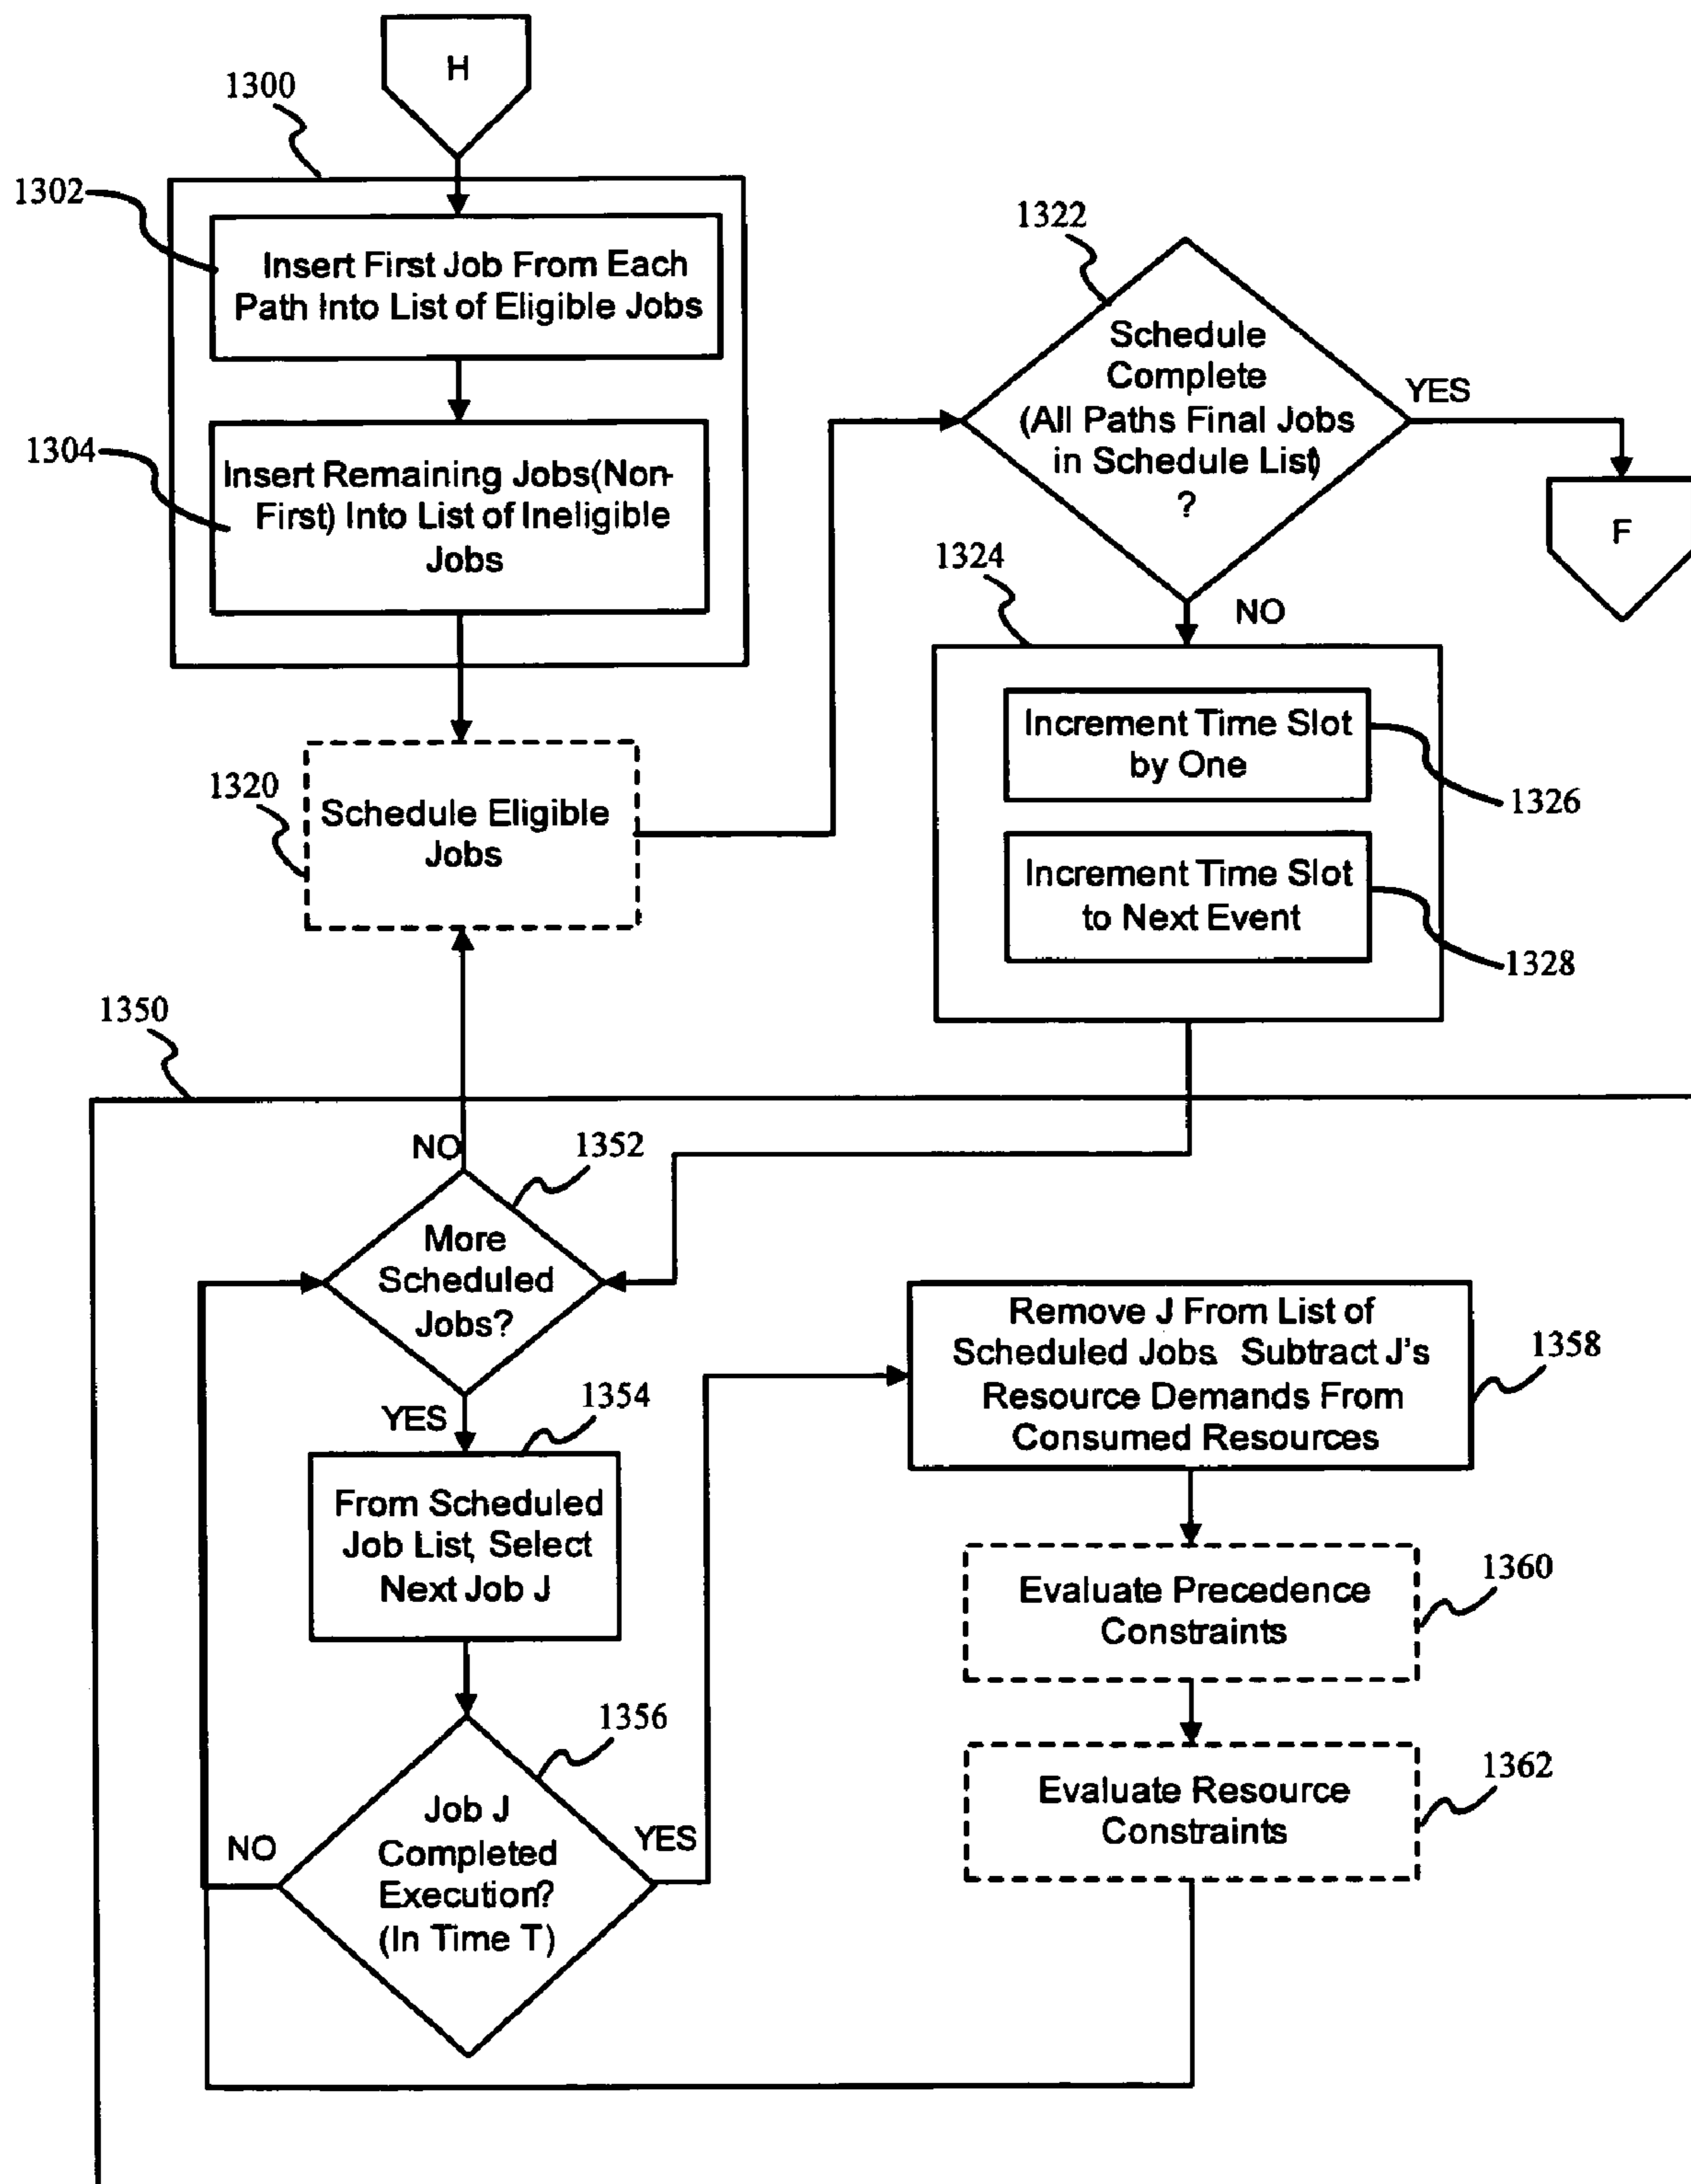 H
1300
1302
Insert First Job From Each
Path Into List of Eligible Jobs
1304
Insert Remaining Jobs(Non-
First) Into List of Ineligible
Jobs
1320
Schedule Eligible
Jobs
1322
Schedule
Complete
(All Paths Final Jobs
in Schedule List)
?
YES
F
NO
1324
Increment Time Slot
by One
1326
Increment Time Slot
to Next Event
1328
1350
NO
1352
More
Scheduled
Jobs?
YES
1354
From Scheduled
Job List, Select
Next Job J
1356
Job J
Completed
Execution?
(In Time T)
NO
YES
Remove J From List of
Scheduled Jobs. Subtract J's
Resource Demands From
Consumed Resources
1358
Evaluate Precedence
Constraints
1360
Evaluate Resource
Constraints
1362